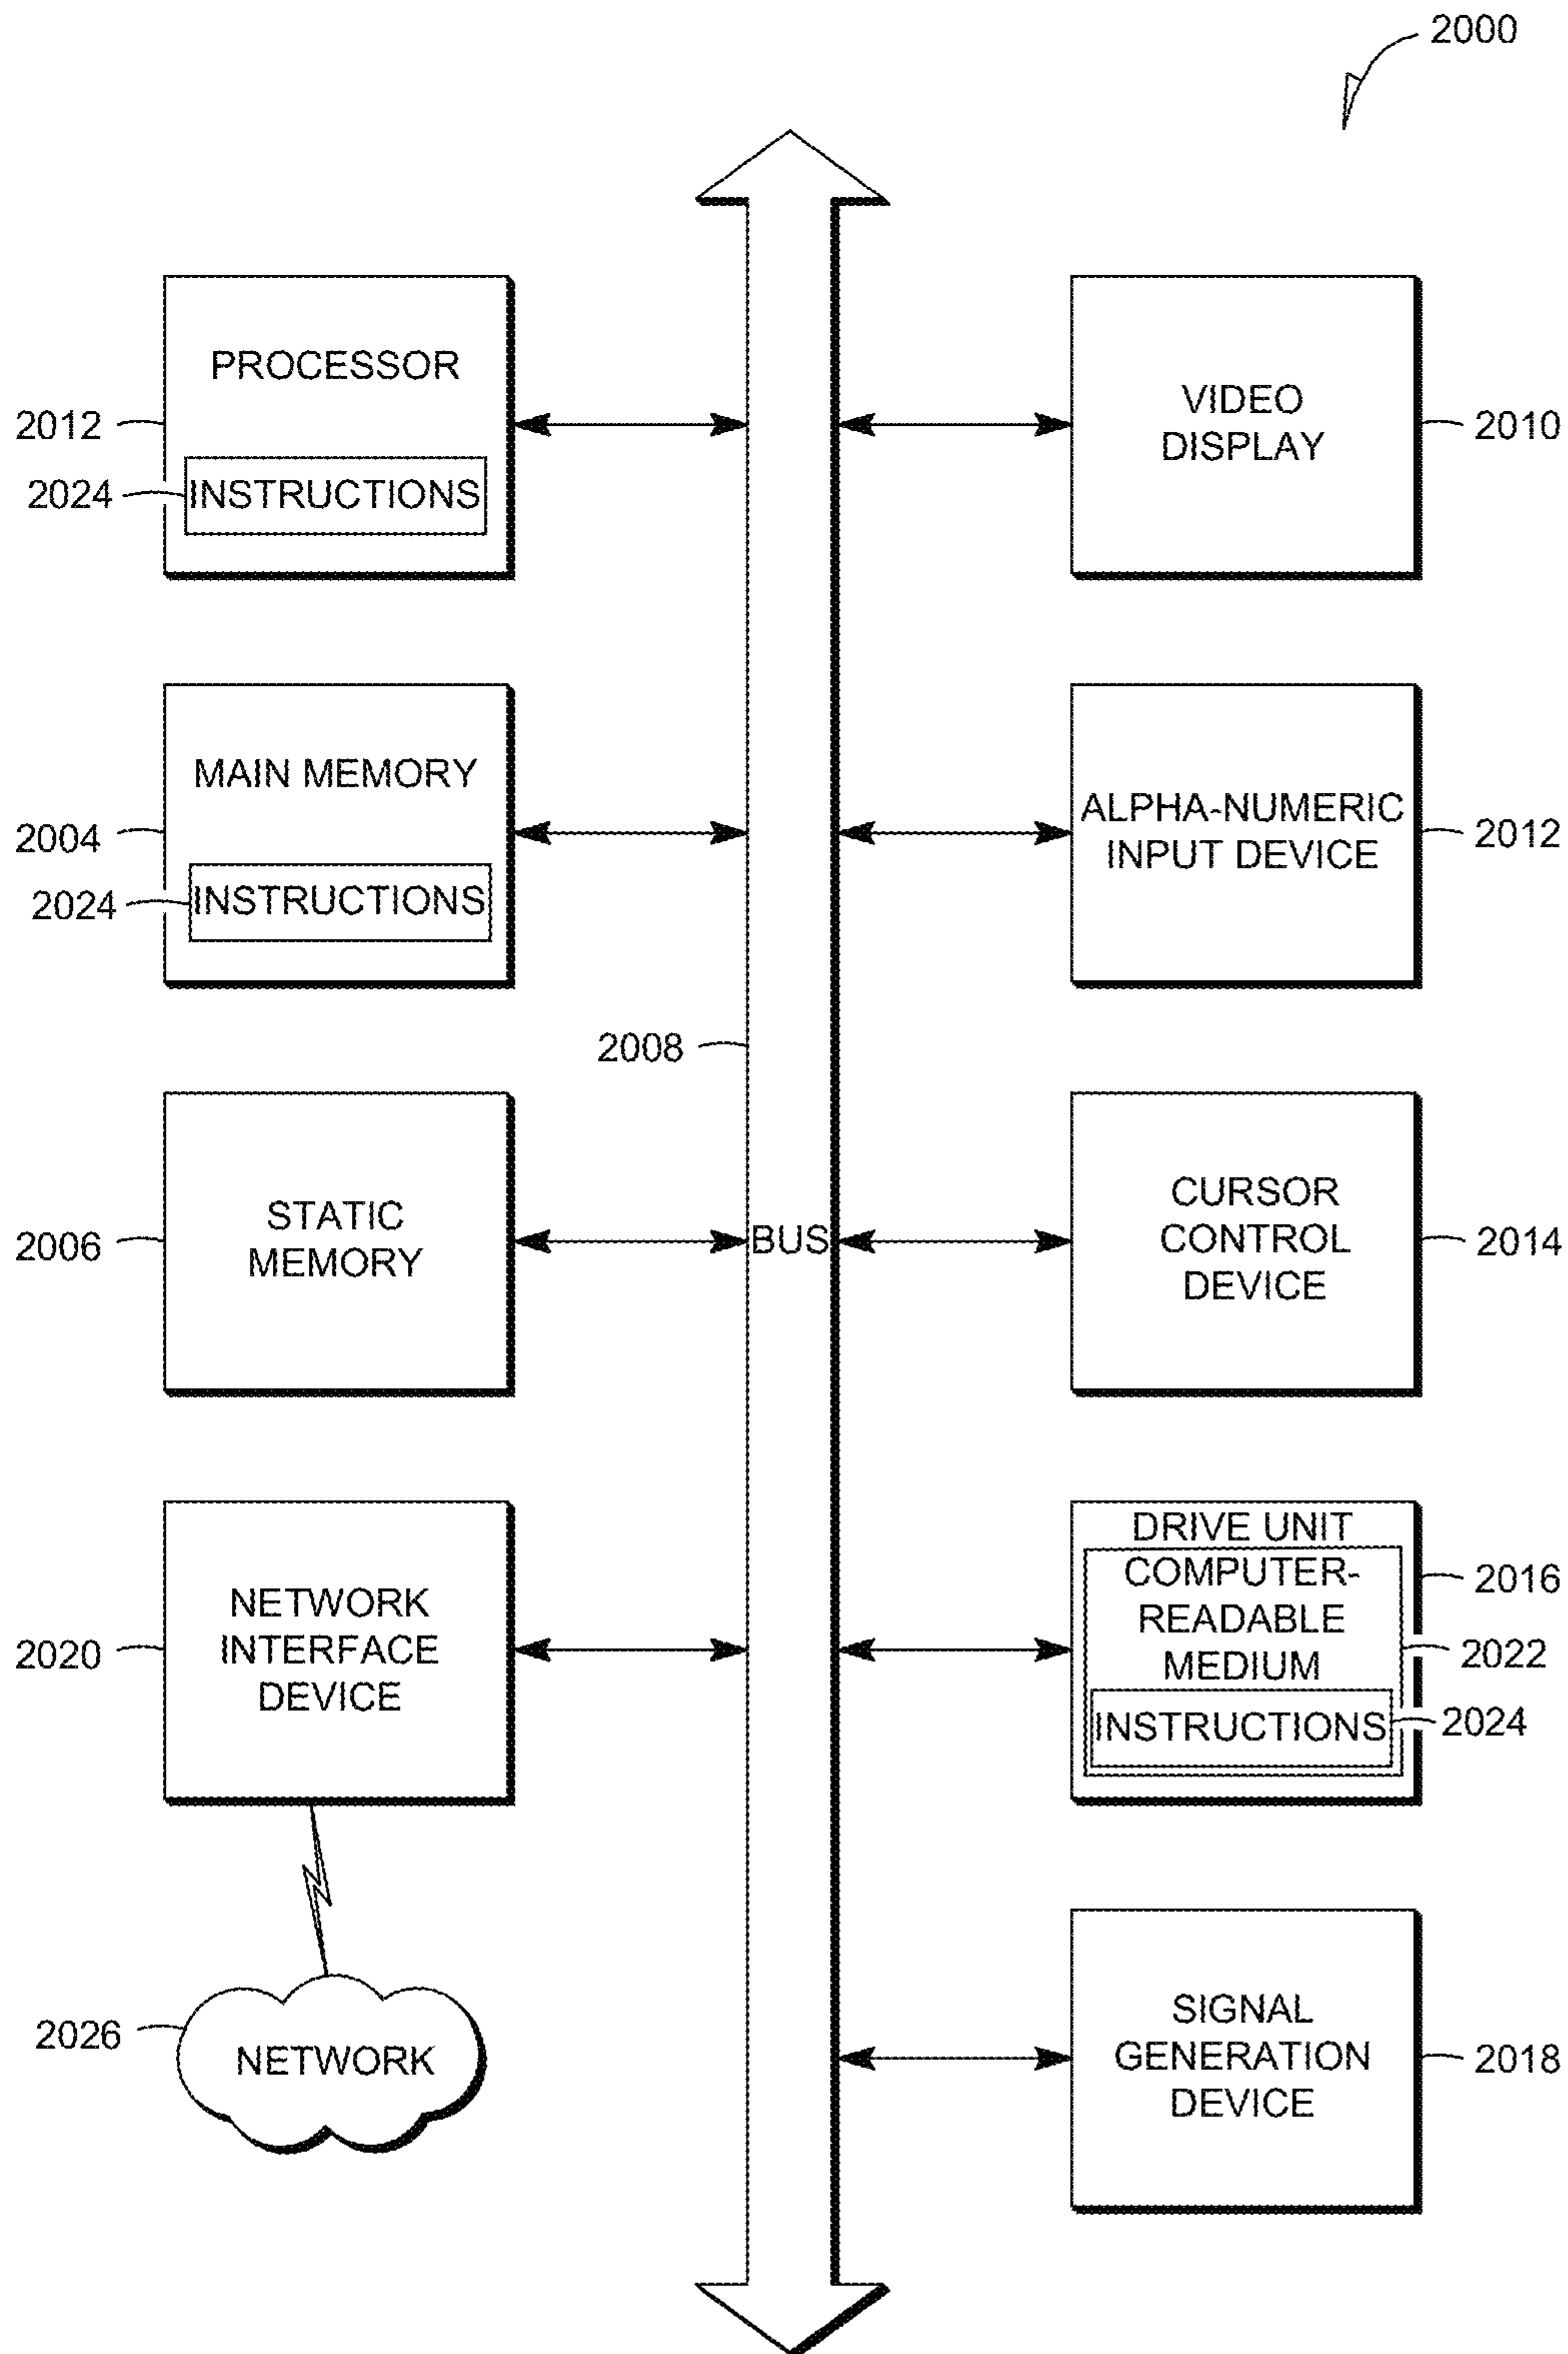 2000
PROCESSOR
2012
2024
INSTRUCTIONS
VIDEO
DISPLAY
2010
MAIN MEMORY
2004
2024
INSTRUCTIONS
ALPHA-NUMERIC
INPUT DEVICE
2012
2008
STATIC
MEMORY
2006
BUS
CURSOR
CONTROL
DEVICE
2014
NETWORK
INTERFACE
DEVICE
2020
DRIVE UNIT
COMPUTER-
READABLE
MEDIUM
2016
2022
INSTRUCTIONS
2024
2026
NETWORK
SIGNAL
GENERATION
DEVICE
2018